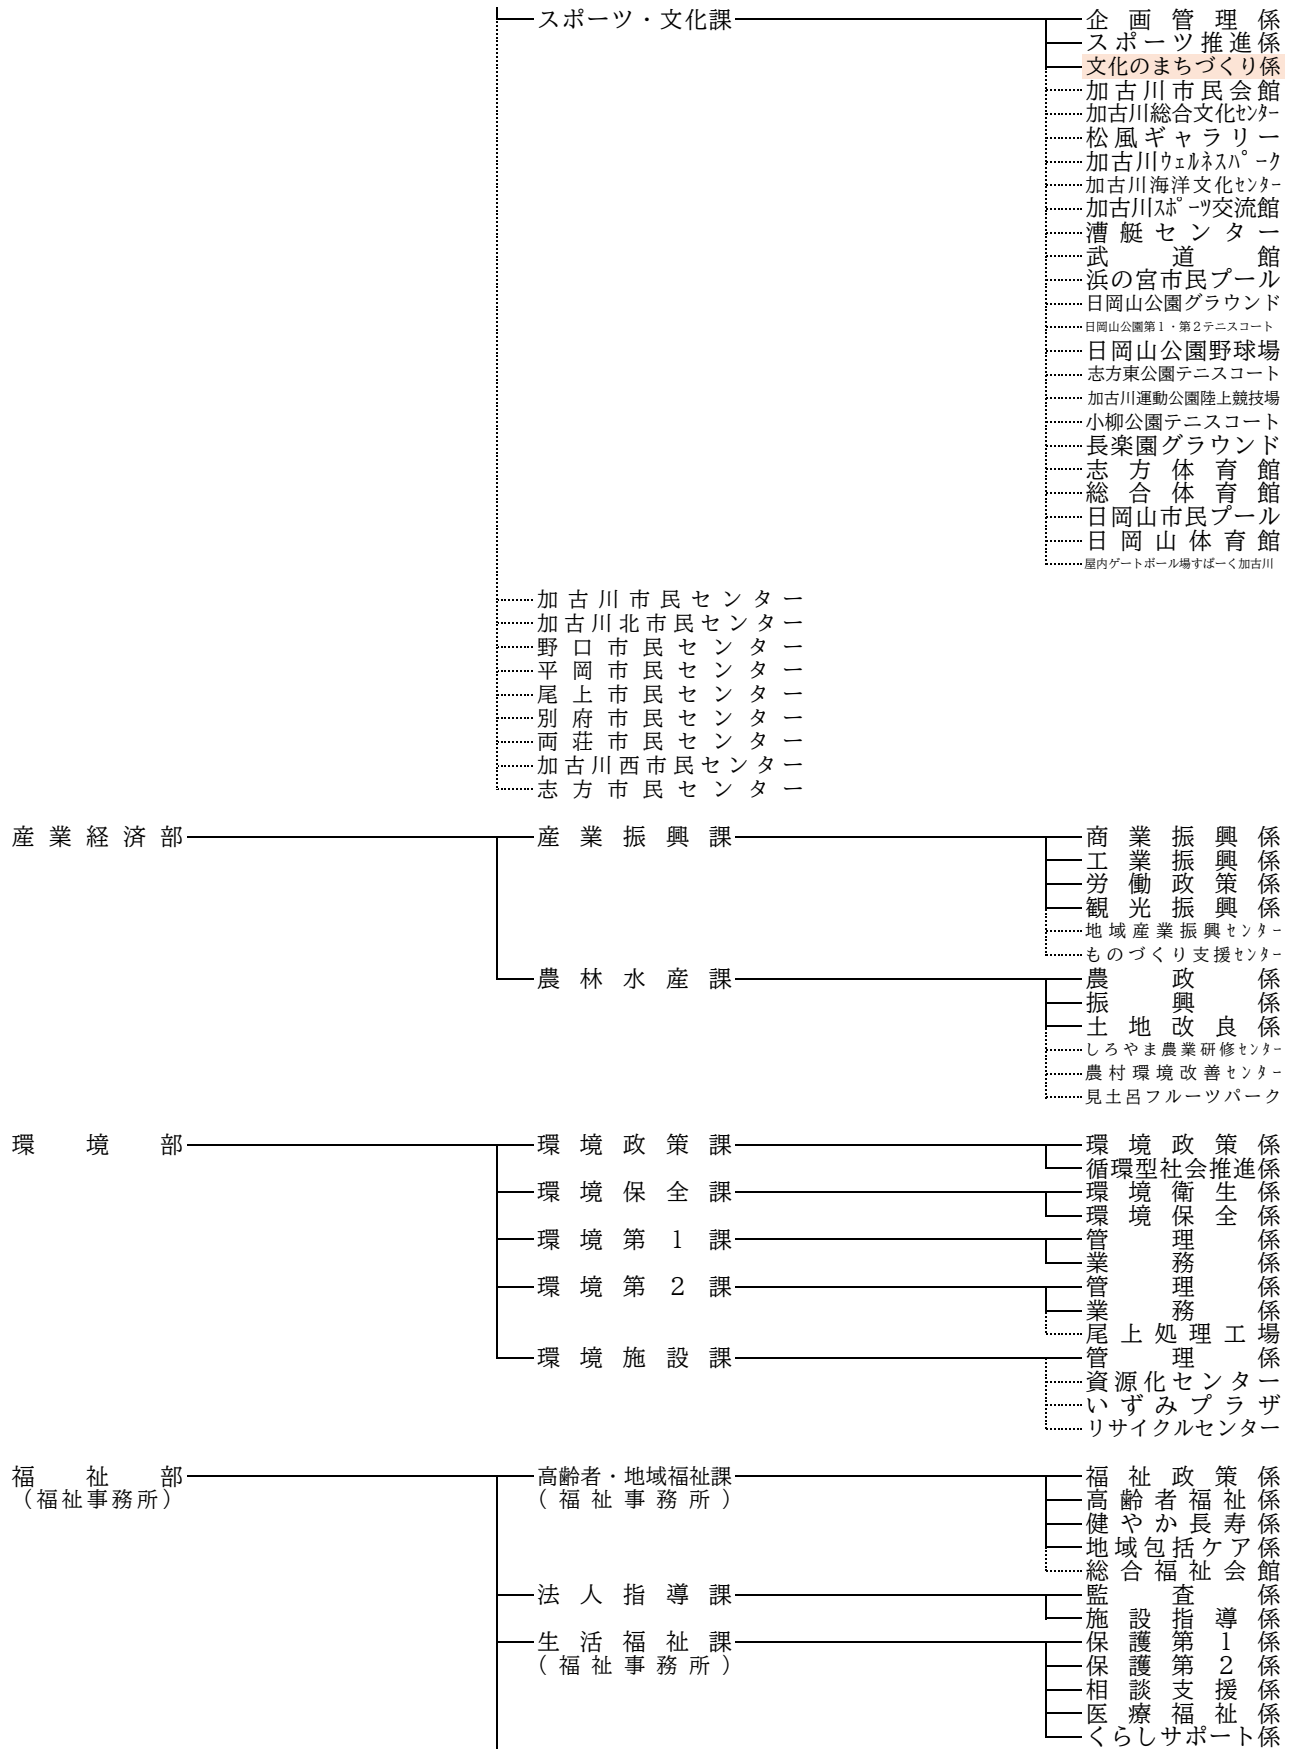 スポーツ・文化課 企画管理係
スポーツ推進係
文化のまちづくり係
加古川市民会館
加古川総合文化ｾﾝﾀｰ
松風ギャラリー
加古川ｳｪﾙﾈｽﾊﾟｰｸ
加古川海洋文化ｾﾝﾀｰ
加古川ｽﾎﾟｰﾂ交流館
漕艇センター
武道館
浜の宮市民プール
日岡山公園グラウンド
日岡山公園第１・第２テニスコート
日岡山公園野球場
志方東公園テニスコート
加古川運動公園陸上競技場
小柳公園テニスコート
長楽園グラウンド
志方体育館
総合体育館
日岡山市民プール
日岡山体育館
屋内ゲートボール場すぱーく加古川
加古川市民センター
加古川北市民センター
野口市民センター
平岡市民センター
尾上市民センター
別府市民センター
両荘市民センター
加古川西市民センター
志方市民センター
産業経済部 産業振興課 商業振興係
工業振興係
労働政策係
観光振興係
地域産業振興ｾﾝﾀｰ
ものづくり支援ｾﾝﾀｰ
農林水産課 農政係
振興係
土地改良係
しろやま農業研修ｾﾝﾀｰ
農村環境改善ｾﾝﾀｰ
見土呂フルーツパーク
環境部 環境政策課 環境政策係
循環型社会推進係
環境保全課 環境衛生係
環境保全係
環境第１課 管理係
業務係
環境第２課 管理係
業務係
尾上処理工場
環境施設課 管理係
資源化センター
いずみプラザ
リサイクルセンター
福祉部 高齢者・地域福祉課 福祉政策係
（福祉事務所） （福祉事務所） 高齢者福祉係
健やか長寿係
地域包括ケア係
総合福祉会館
法人指導課 監査係
施設指導係
生活福祉課 保護第１係
（福祉事務所） 保護第２係
相談支援係
医療福祉係
くらしサポート係